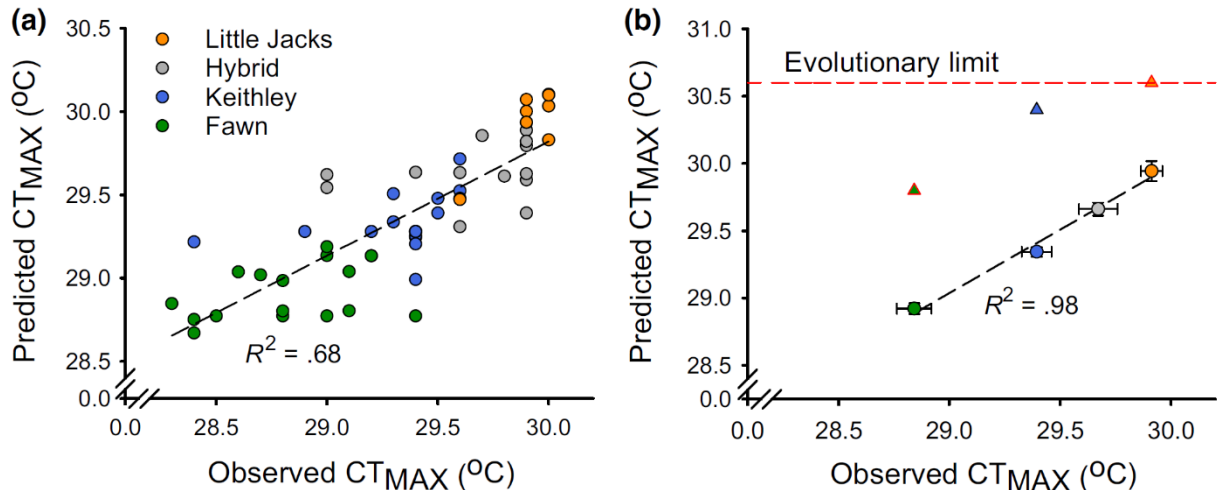 (a)
30.5
30.0
29.5
29.0
28.5
0.0
Predicted CTMAX (oC)
Little Jacks
Hybrid
Keithley
Fawn
R2 = .68
0.0
28.5
29.0
29.5
30.0
Observed CTMAX (oC)
(b)
31.0
30.5
30.0
29.5
29.0
28.5
0.0
Predicted CTMAX (oC)
Evolutionary limit
R2 = .98
0.0
28.5
29.0
29.5
30.0
Observed CTMAX (oC)